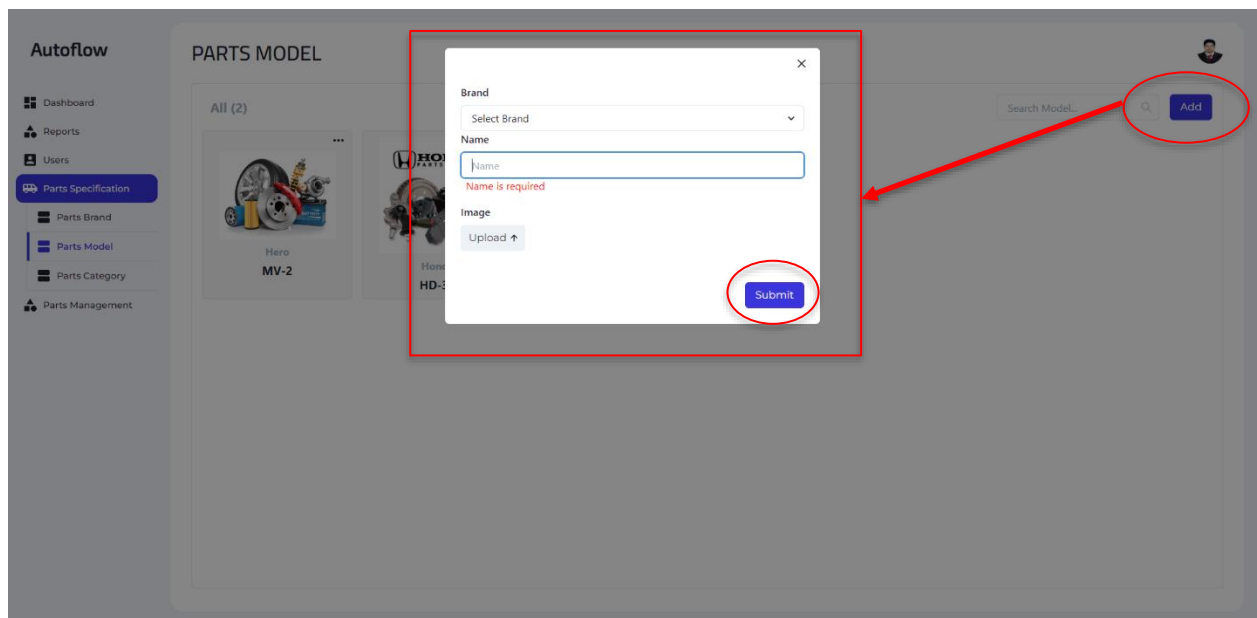 Autoflow
PARTS MODEL
Dashboard
Reports
Users
Parts Specification
Parts Brand
Parts Model
Parts Category
Parts Management
All (2)
Search Model...
Add
...
Hero
MV-2
HO
PARTS
Hond
HD-3
×
Brand
Select Brand
Name
Name
Name is required
Image
Upload ↑
Submit